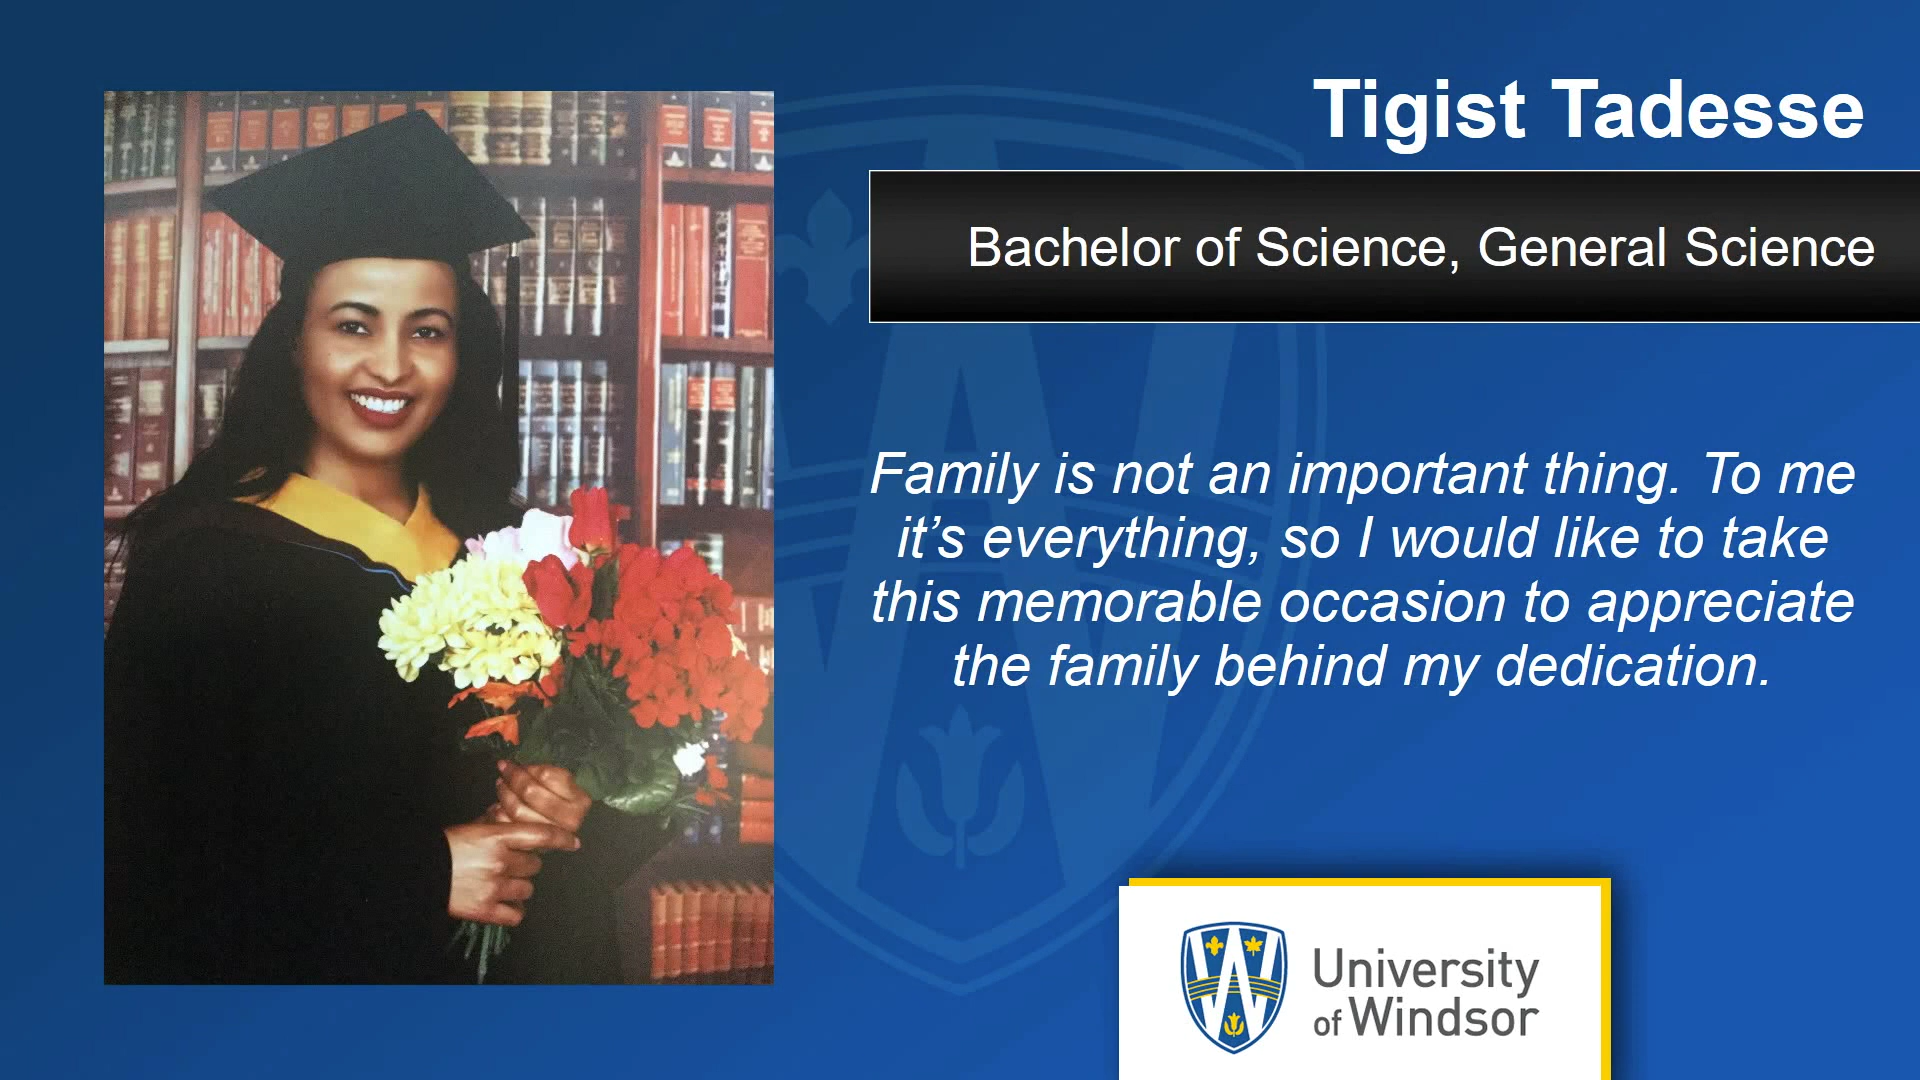 Tigist Tadesse
Bachelor of Science, General Science
Family is not an important thing. To me
it’s everything, so I would like to take
this memorable occasion to appreciate
the family behind my dedication.
University
of Windsor